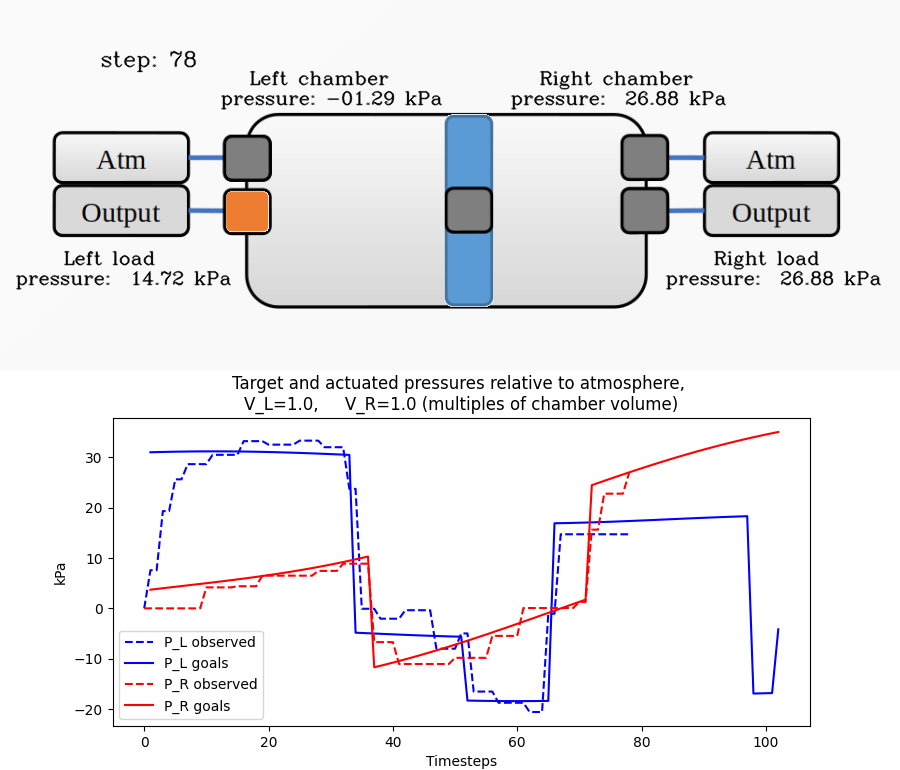 step: 78
Left chamber
pressure: −01.29 kPa
Right chamber
pressure: 26.88 kPa
Atm
Output
Atm
Output
Left load
pressure: 14.72 kPa
Right load
pressure: 26.88 kPa
Target and actuated pressures relative to atmosphere,
V_L=1.0, V_R=1.0 (multiples of chamber volume)
kPa
30
20
10
0
−10
−20
P_L observed
P_L goals
P_R observed
P_R goals
0 20 40 60 80 100
Timesteps